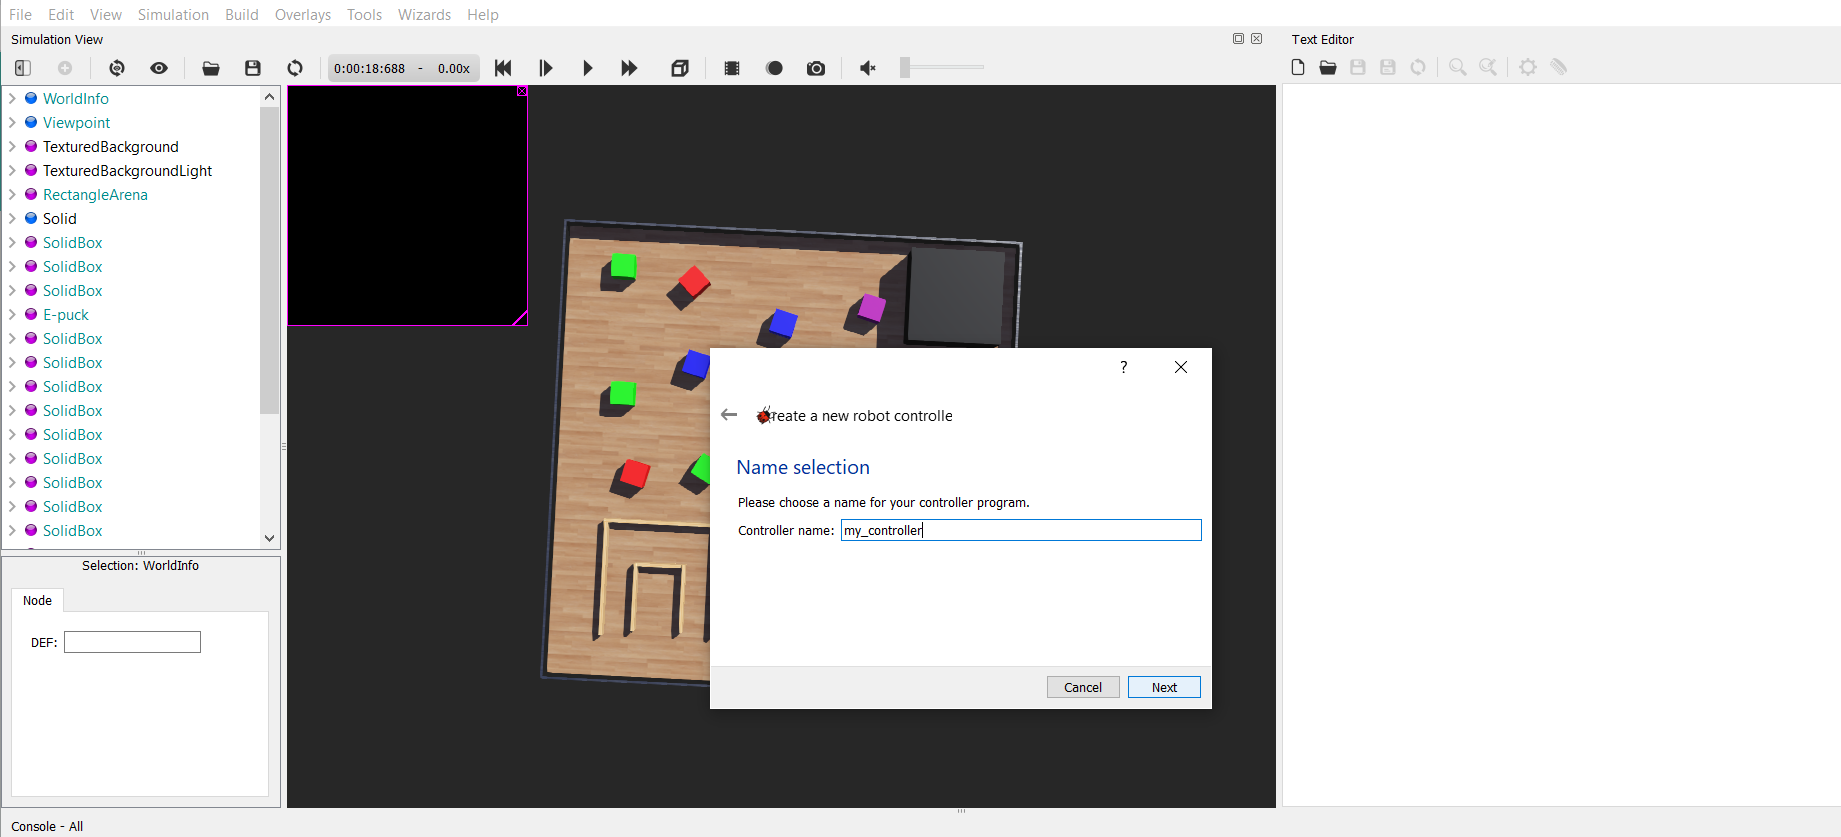 File Edit View Simulation Build Overlays Tools Wizards Help
Simulation View
Text Editor
0:00:18:688 - 0.00x
WorldInfo
Viewpoint
TexturedBackground
TexturedBackgroundLight
RectangleArena
Solid
SolidBox
SolidBox
SolidBox
E-puck
SolidBox
SolidBox
SolidBox
SolidBox
SolidBox
SolidBox
SolidBox
SolidBox
SolidBox
Selection: WorldInfo
Node
DEF:
?
reate a new robot controlle
Name selection
Please choose a name for your controller program.
Controller name: my_controller
Cancel Next
Console - All